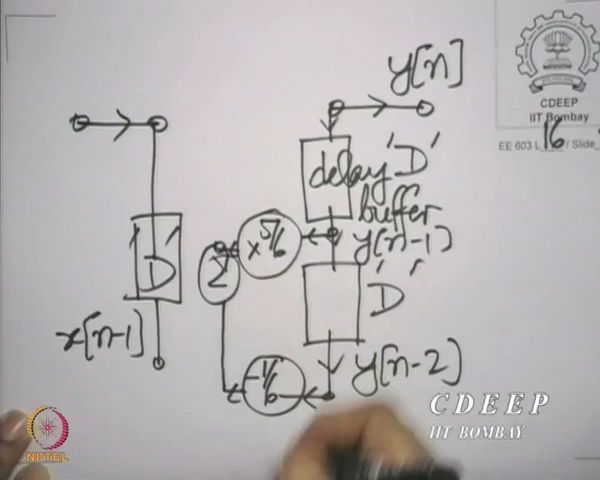 y[n]
CDEEP
IIT Bombay
EE 603 L 16 / Slide
delay 'D'
buffer
'D'
x 5/6
y[n-1)
Σ
'D'
x[n-1]
-1/6
y[n-2)
CDEEP
IIT BOMBAY
NPTEL